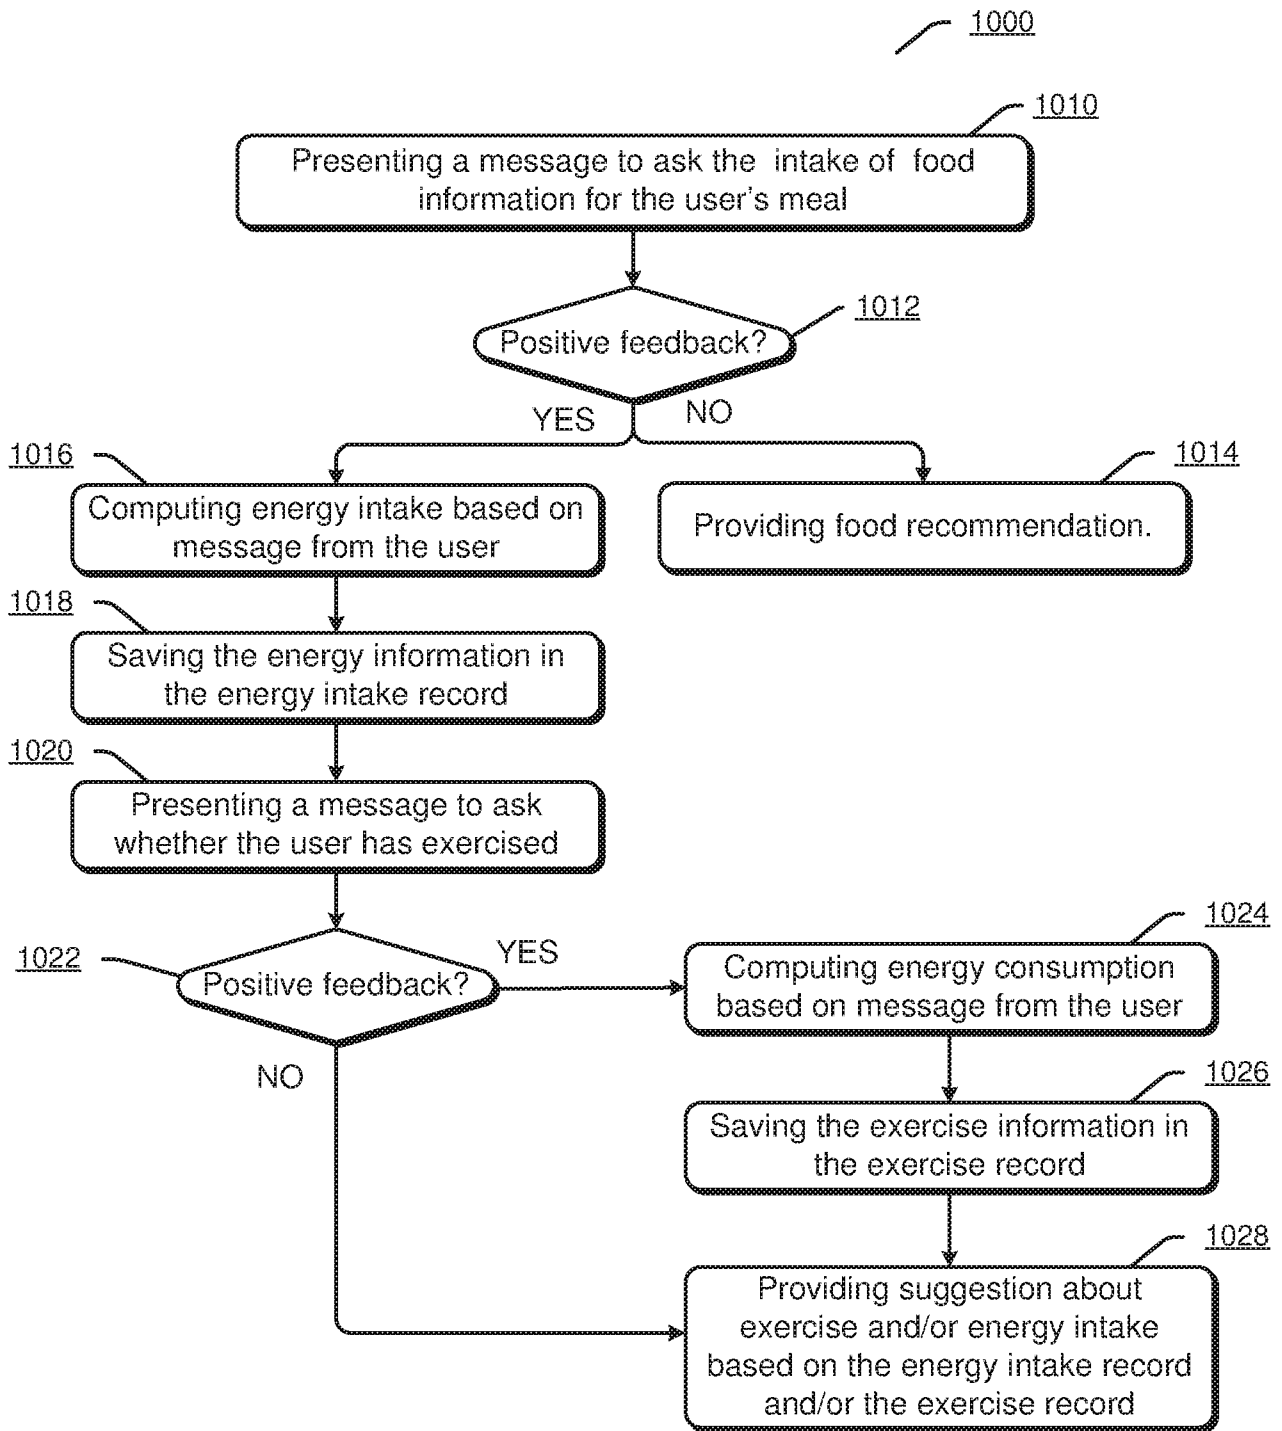 1000
1010
Presenting a message to ask the intake of food
information for the user's meal
1012
Positive feedback?
YES
NO
1016
Computing energy intake based on
message from the user
1014
Providing food recommendation.
1018
Saving the energy information in
the energy intake record
1020
Presenting a message to ask
whether the user has exercised
1022
Positive feedback?
YES
NO
1024
Computing energy consumption
based on message from the user
1026
Saving the exercise information in
the exercise record
1028
Providing suggestion about
exercise and/or energy intake
based on the energy intake record
and/or the exercise record